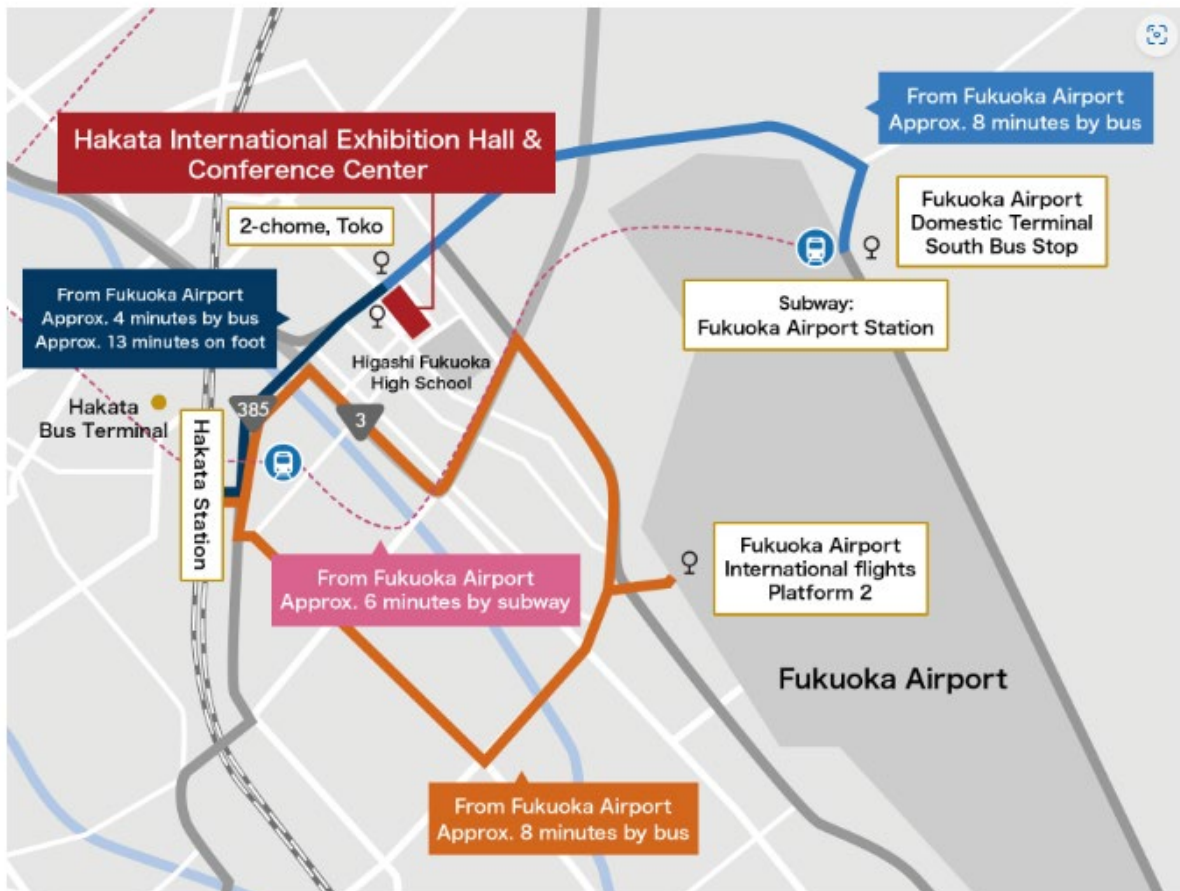 From Fukuoka Airport
Approx. 8 minutes by bus
Hakata International Exhibition Hall &
Conference Center
2-chome, Toko
Fukuoka Airport
Domestic Terminal
South Bus Stop
From Fukuoka Airport
Approx. 4 minutes by bus
Approx. 13 minutes on foot
Subway:
Fukuoka Airport Station
Higashi Fukuoka
High School
Hakata
Bus Terminal
385
3
Hakata Station
Fukuoka Airport
International flights
Platform 2
From Fukuoka Airport
Approx. 6 minutes by subway
Fukuoka Airport
From Fukuoka Airport
Approx. 8 minutes by bus